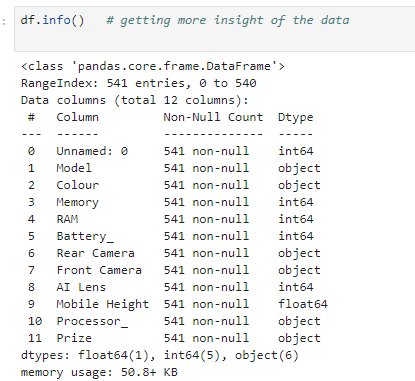 : df.info()   # getting more insight of the data
<class 'pandas.core.frame.DataFrame'>
RangeIndex: 541 entries, 0 to 540
Data columns (total 12 columns):
 #   Column         Non-Null Count  Dtype
---  ------         --------------  -----
 0   Unnamed: 0     541 non-null    int64
 1   Model          541 non-null    object
 2   Colour         541 non-null    object
 3   Memory         541 non-null    int64
 4   RAM            541 non-null    int64
 5   Battery_       541 non-null    int64
 6   Rear Camera    541 non-null    object
 7   Front Camera   541 non-null    object
 8   AI Lens        541 non-null    int64
 9   Mobile Height  541 non-null    float64
 10  Processor_     541 non-null    object
 11  Prize          541 non-null    object
dtypes: float64(1), int64(5), object(6)
memory usage: 50.8+ KB